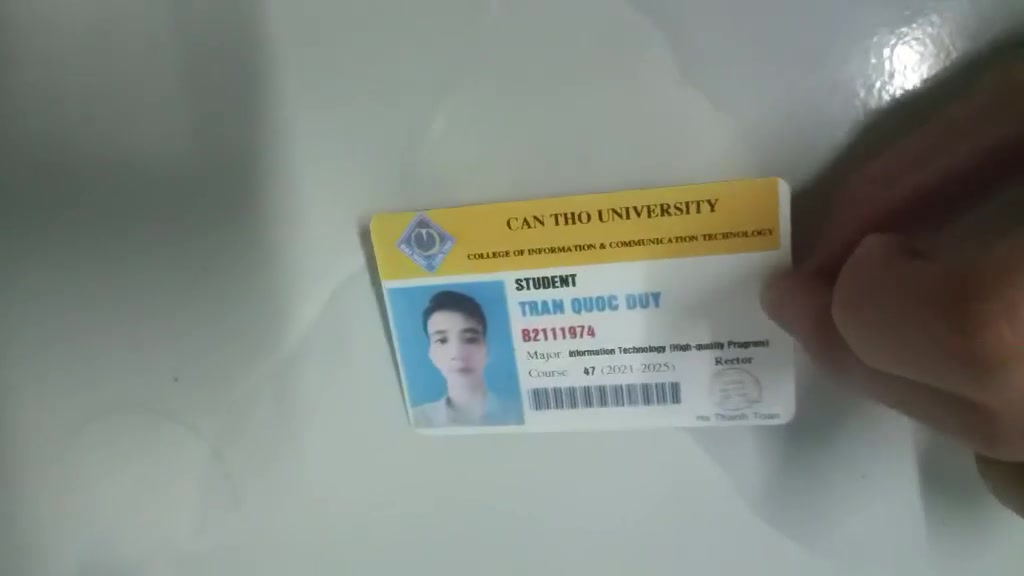 CAN THO UNIVERSITY
COLLEGE OF INFORMATION & COMMUNICATION TECHNOLOGY
STUDENT
TRAN QUOC DUY
B2111974
Major Information Technology (High-quality Program)
Course 47 (2021-2025)
Rector
Ha Thanh Toan